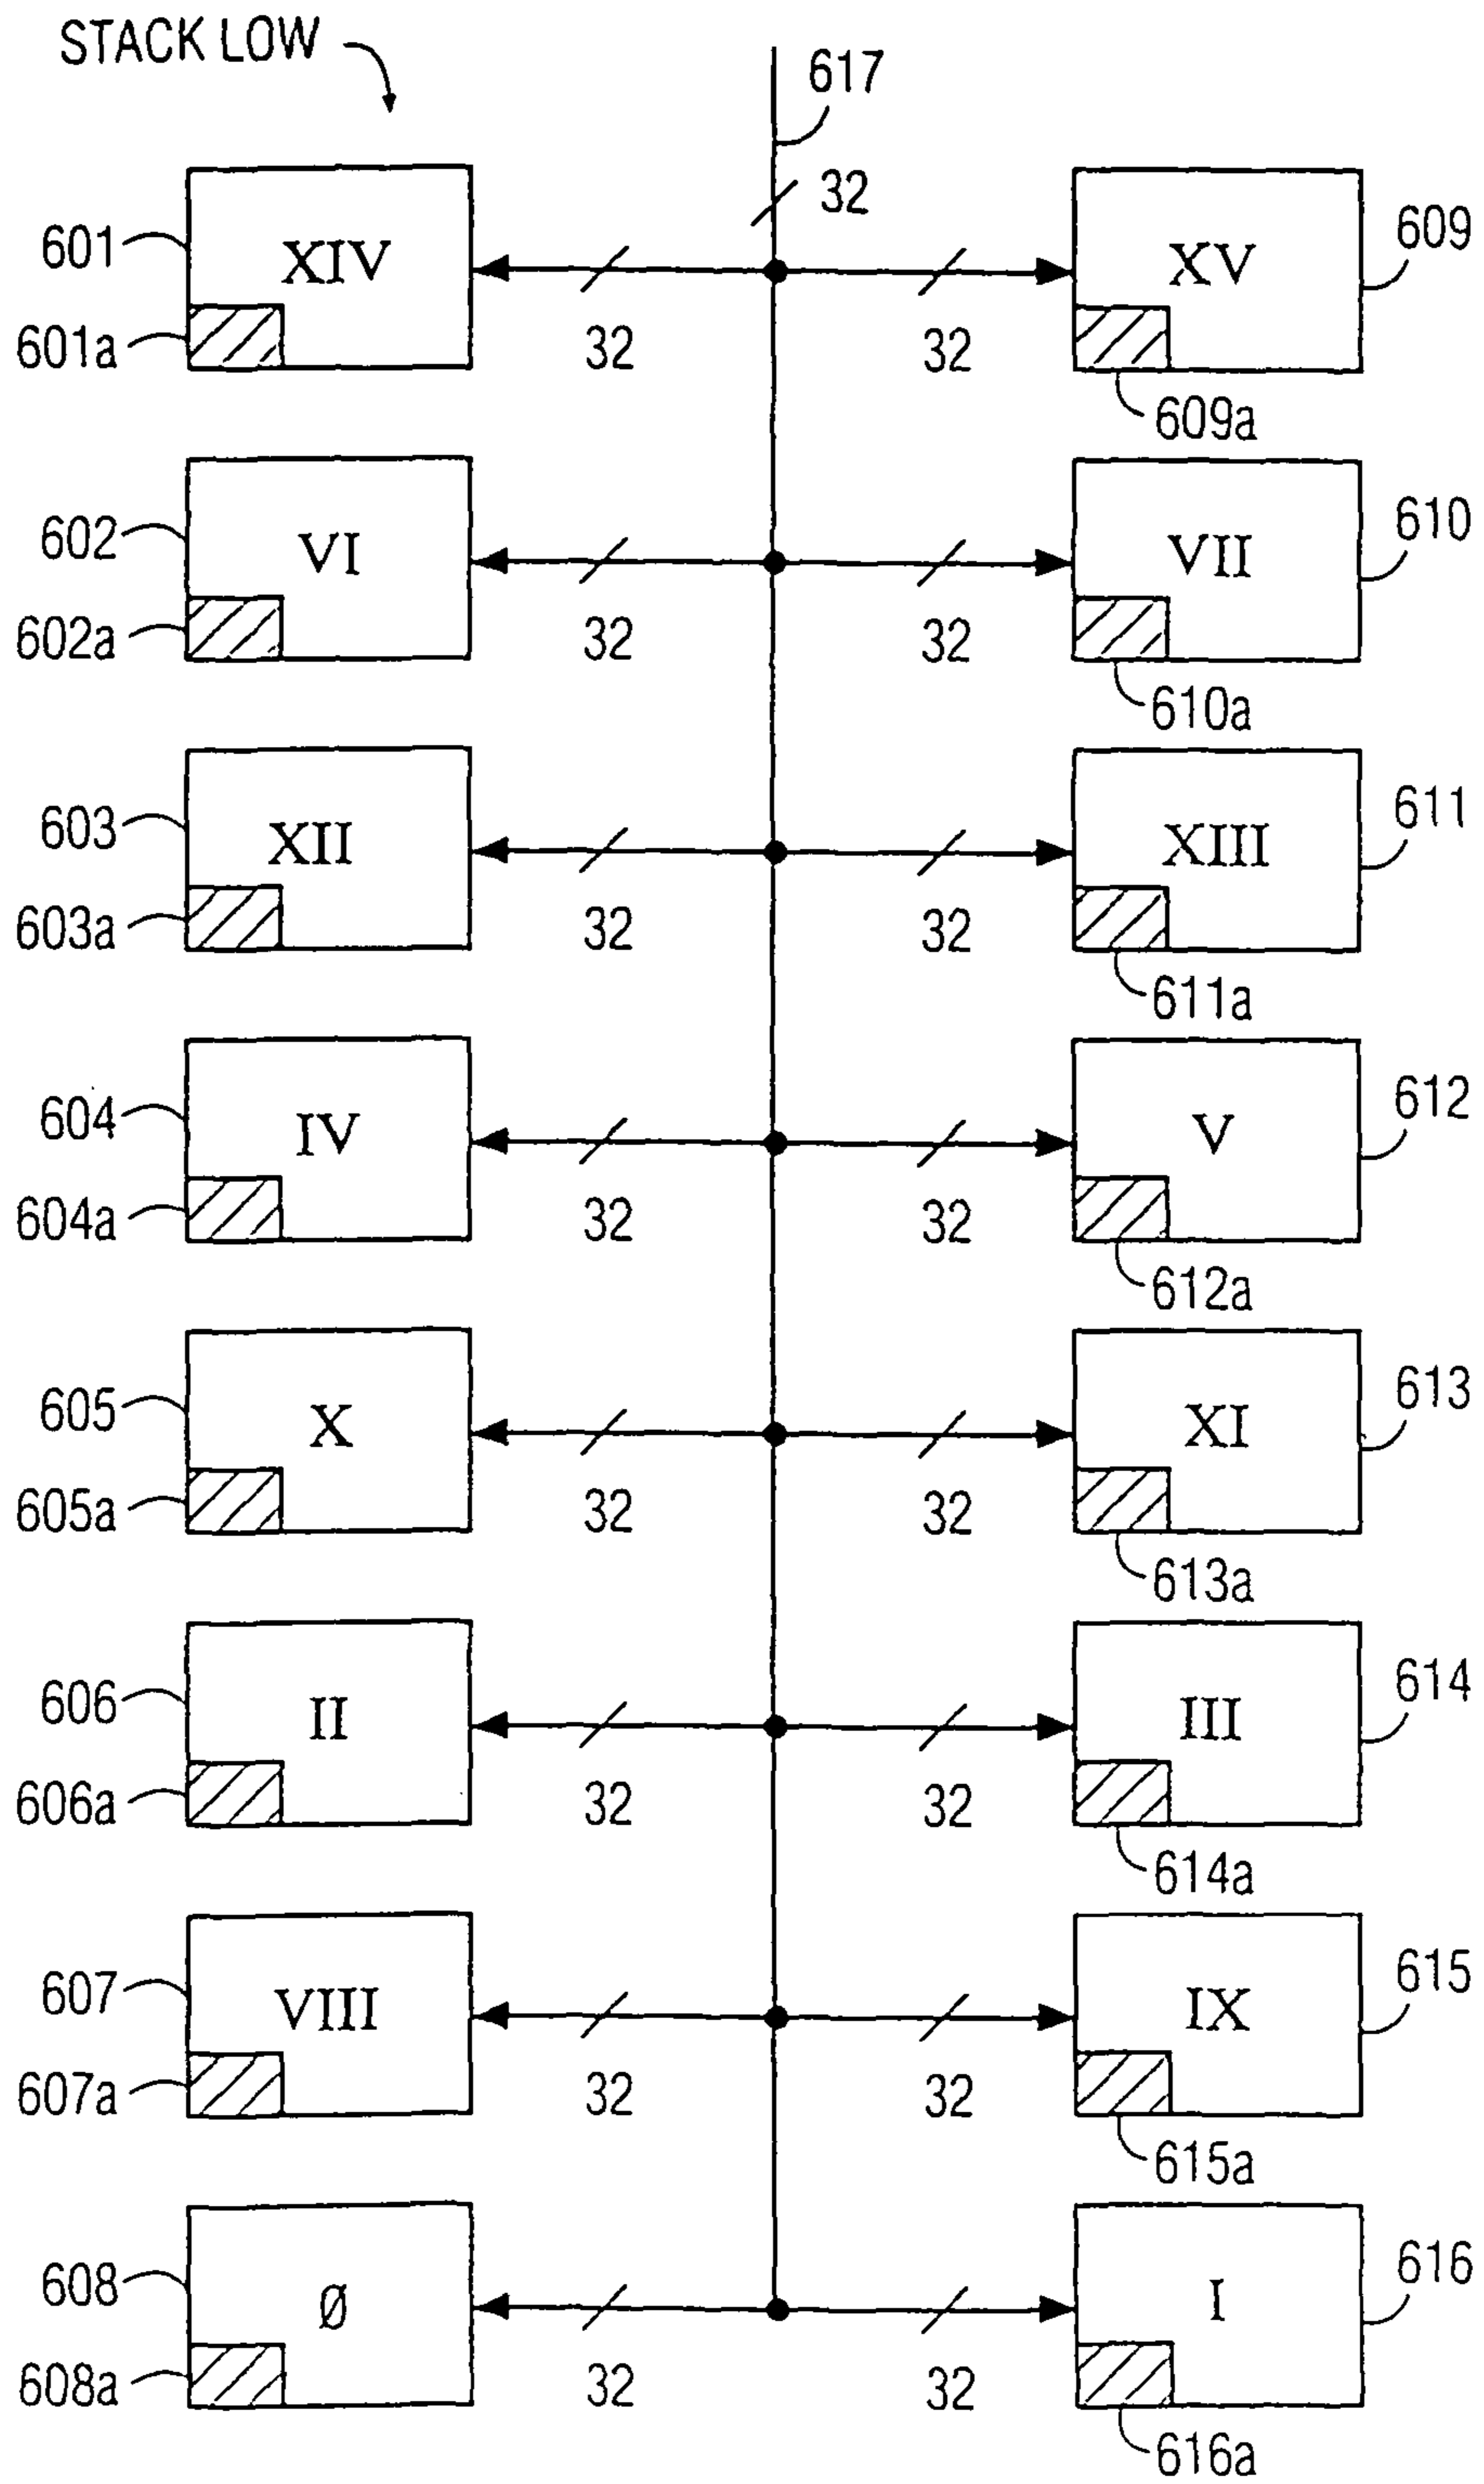 STACK LOW
617
32
601
XIV
XV
609
601a
32
32
609a
602
VI
VII
610
602a
32
32
610a
603
XII
XIII
611
603a
32
32
611a
604
IV
V
612
604a
32
32
612a
605
X
XI
613
605a
32
32
613a
606
II
III
614
606a
32
32
614a
607
VIII
IX
615
607a
32
32
615a
608
Ø
I
616
608a
32
32
616a